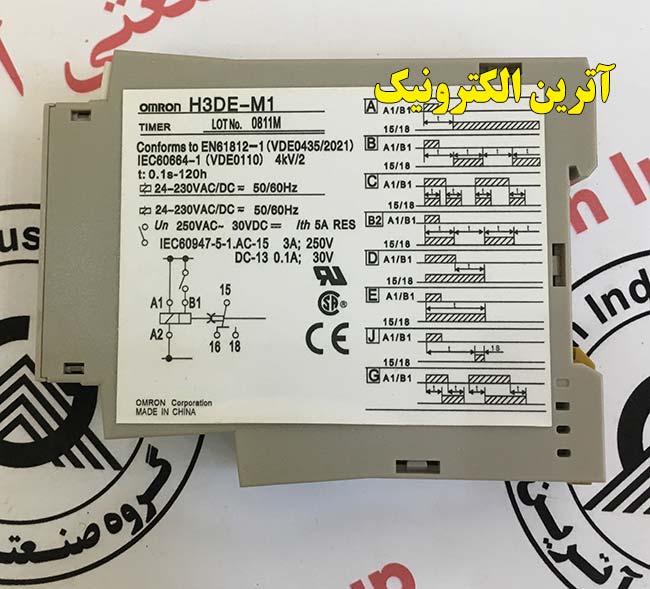 آترین الکترونیک
omron H3DE-M1
TIMER LOT No. 0811M
Conforms to EN61812-1 (VDE0435/2021)
IEC60664-1 (VDE0110) 4kV/2
t: 0.1s-120h
24-230VAC/DC 50/60Hz
24-230VAC/DC 50/60Hz
Un 250VAC~ 30VDC Ith 5A RES
IEC60947-5-1.AC-15 3A; 250V
DC-13 0.1A; 30V
A1 B1 15
A2 16 18
CE
OMRON Corporation
MADE IN CHINA
A A1/B1
t
15/18
B A1/B1
15/18 t t t
C A1/B1
15/18 t t t t
B2 A1/B1
15/18 t t t
D A1/B1
t
15/18
E A1/B1
t
15/18
J A1/B1
t 1S
15/18
G A1/B1
t t t t
15/18
گروه صنعتی
آترین